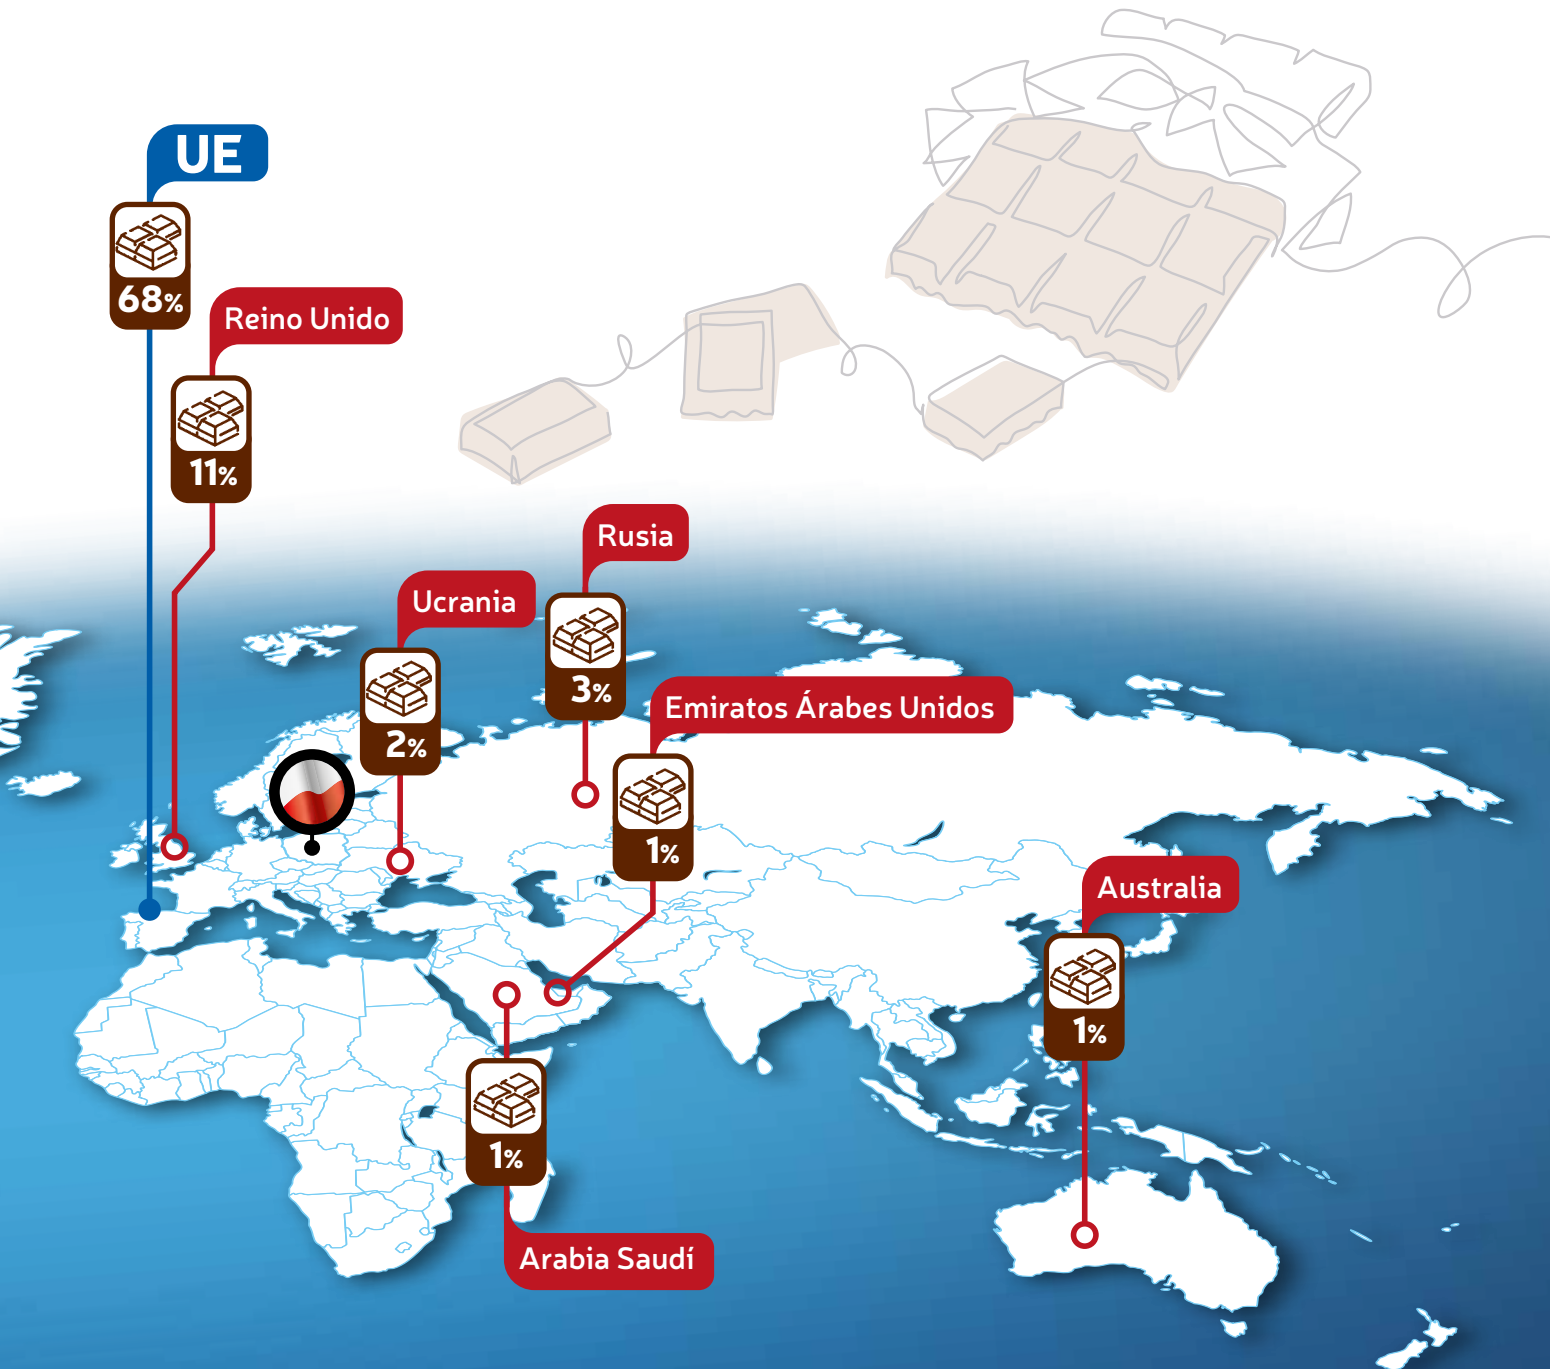 UE
68%
Reino Unido
11%
Rusia
3%
Ucrania
2%
Emiratos Árabes Unidos
1%
Australia
1%
1%
Arabia Saudí